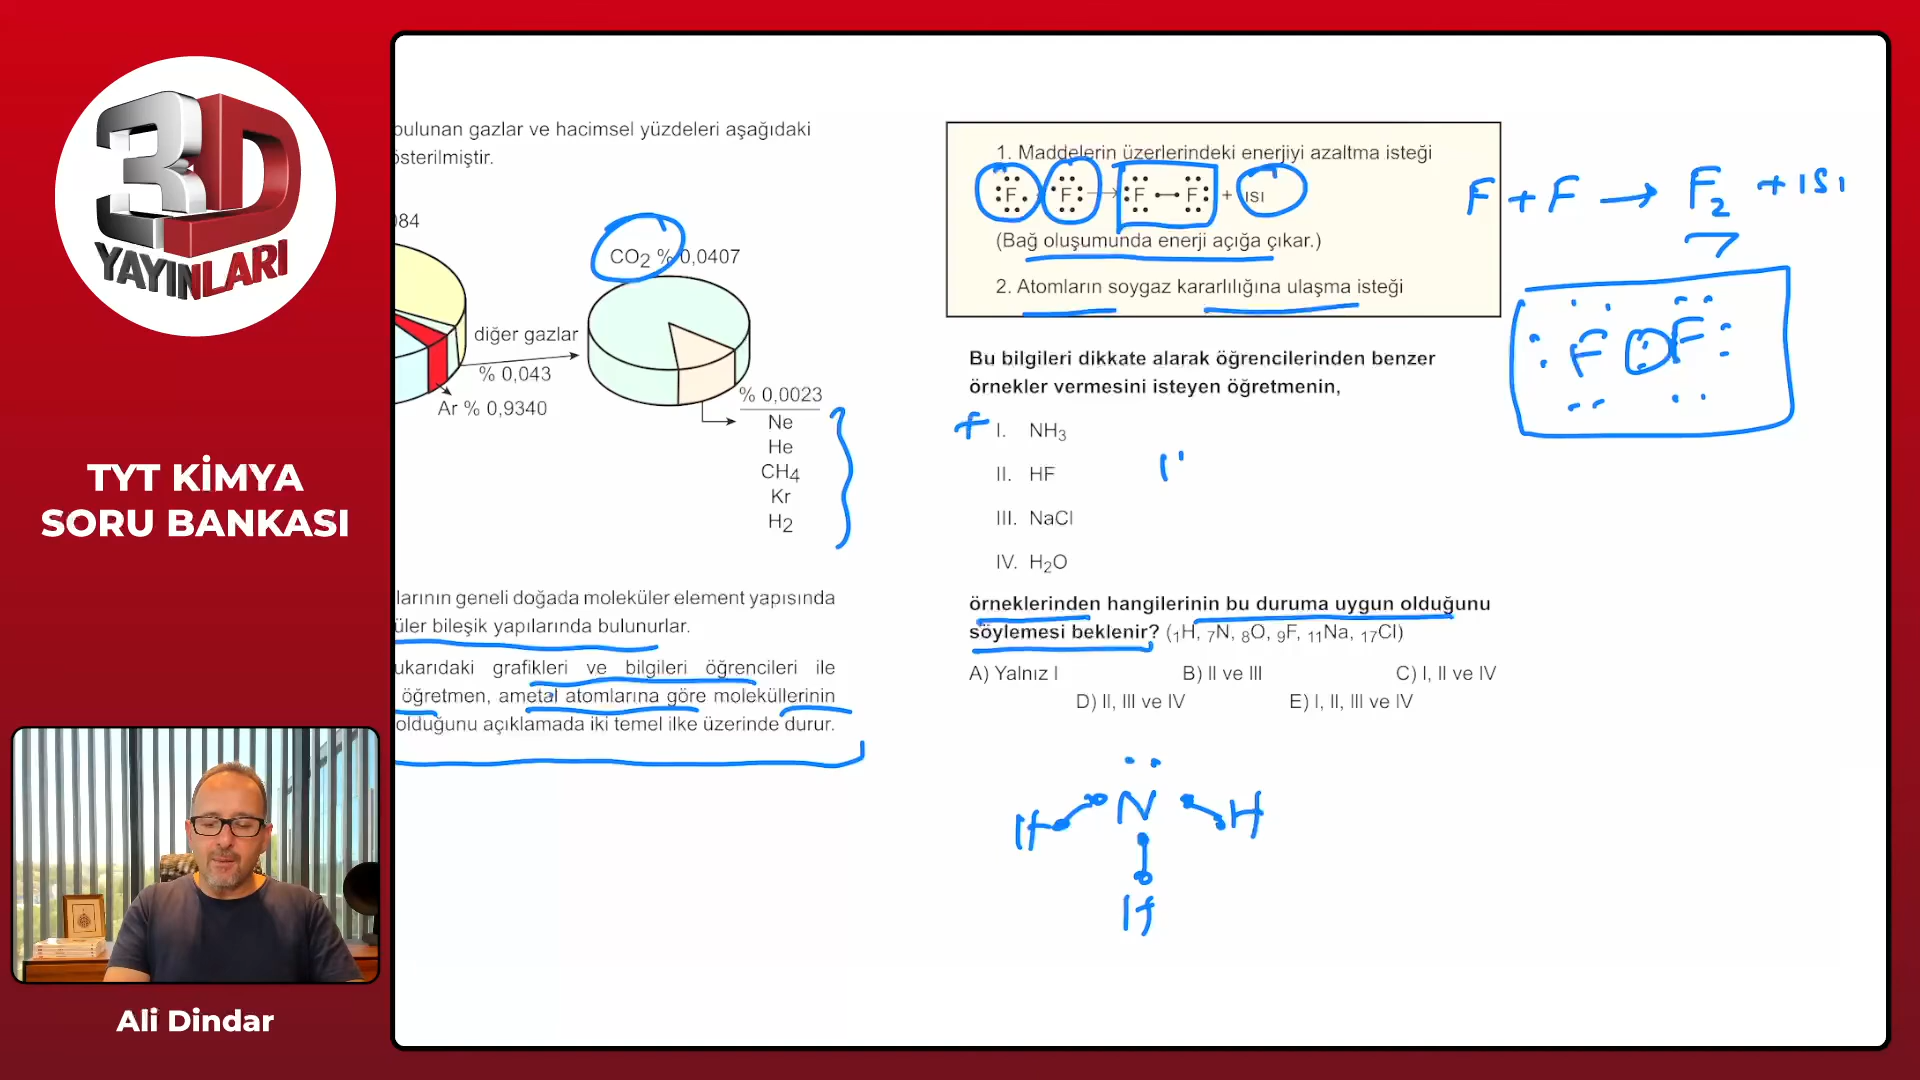 3D
YAYINLARI
TYT KİMYA
SORU BANKASI
Ali Dindar
bulunan gazlar ve hacimsel yüzdeleri aşağıdaki
österilmiştir.
084
CO2 % 0,0407
diğer gazlar
% 0,043
Ar % 0,9340
% 0,0023
Ne
He
CH4
Kr
H2
larının geneli doğada moleküler element yapısında
üler bileşik yapılarında bulunurlar.
ukarıdaki grafikleri ve bilgileri öğrencileri ile
öğretmen, ametal atomlarına göre moleküllerinin
olduğunu açıklamada iki temel ilke üzerinde durur.
1. Maddelerin üzerlerindeki enerjiyi azaltma isteği
F F → F — F + ısı
(Bağ oluşumunda enerji açığa çıkar.)
2. Atomların soygaz kararlılığına ulaşma isteği
F + F → F2 + ISI
F : F
Bu bilgileri dikkate alarak öğrencilerinden benzer
örnekler vermesini isteyen öğretmenin,
+ I. NH3
II. HF
III. NaCl
IV. H2O
örneklerinden hangilerinin bu duruma uygun olduğunu
söylemesi beklenir? (1H, 7N, 8O, 9F, 11Na, 17Cl)
A) Yalnız I B) II ve III C) I, II ve IV
D) II, III ve IV E) I, II, III ve IV
H N H
H